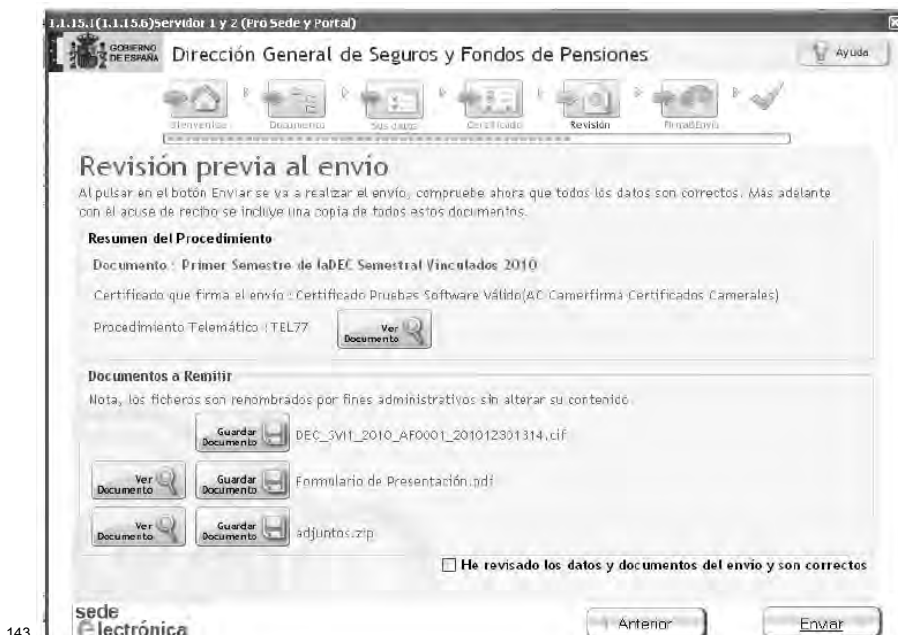 1.1.15.1(1.1.15.6)Servidor 1 y 2 (Pro Sede y Portal)
GOBIERNO
DE ESPAÑA
Dirección General de Seguros y Fondos de Pensiones
Ayuda
Bienvenida
Documento
Sus datos
Certificado
Revisión
Firma&Envío
Revisión previa al envío
Al pulsar en el botón Enviar se va a realizar el envío, compruebe ahora que todos los datos son correctos. Más adelante
con el acuse de recibo se incluye una copia de todos estos documentos.
Resumen del Procedimiento
Documento : Primer Semestre de laDEC Semestral Vinculados 2010
Certificado que firma el envío : Certificado Pruebas Software Válido(AC Camerfirma Certificados Camerales)
Procedimiento Telemático : TEL77
Ver
Documento
Documentos a Remitir
Nota, los ficheros son renombrados por fines administrativos sin alterar su contenido
Guardar
Documento
DEC_SVI1_2010_AF0001_201012301314.cif
Ver
Documento
Guardar
Documento
Formulario de Presentación.pdf
Ver
Documento
Guardar
Documento
adjuntos.zip
He revisado los datos y documentos del envío y son correctos
sede
electrónica
Anterior
Enviar
143